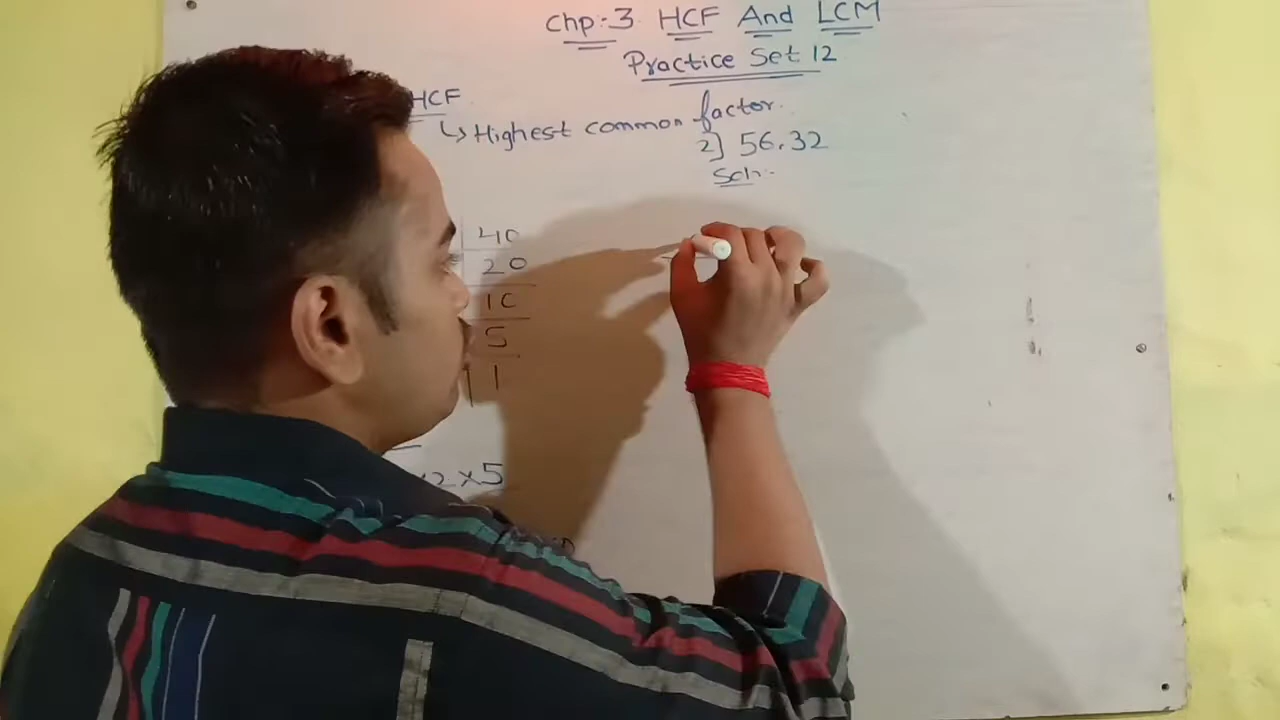 Chp:-3 HCF And LCM
Practice Set 12
HCF
↳ Highest common factor.
40
20
10
5
1
×2×5
2] 56, 32
Soln:-